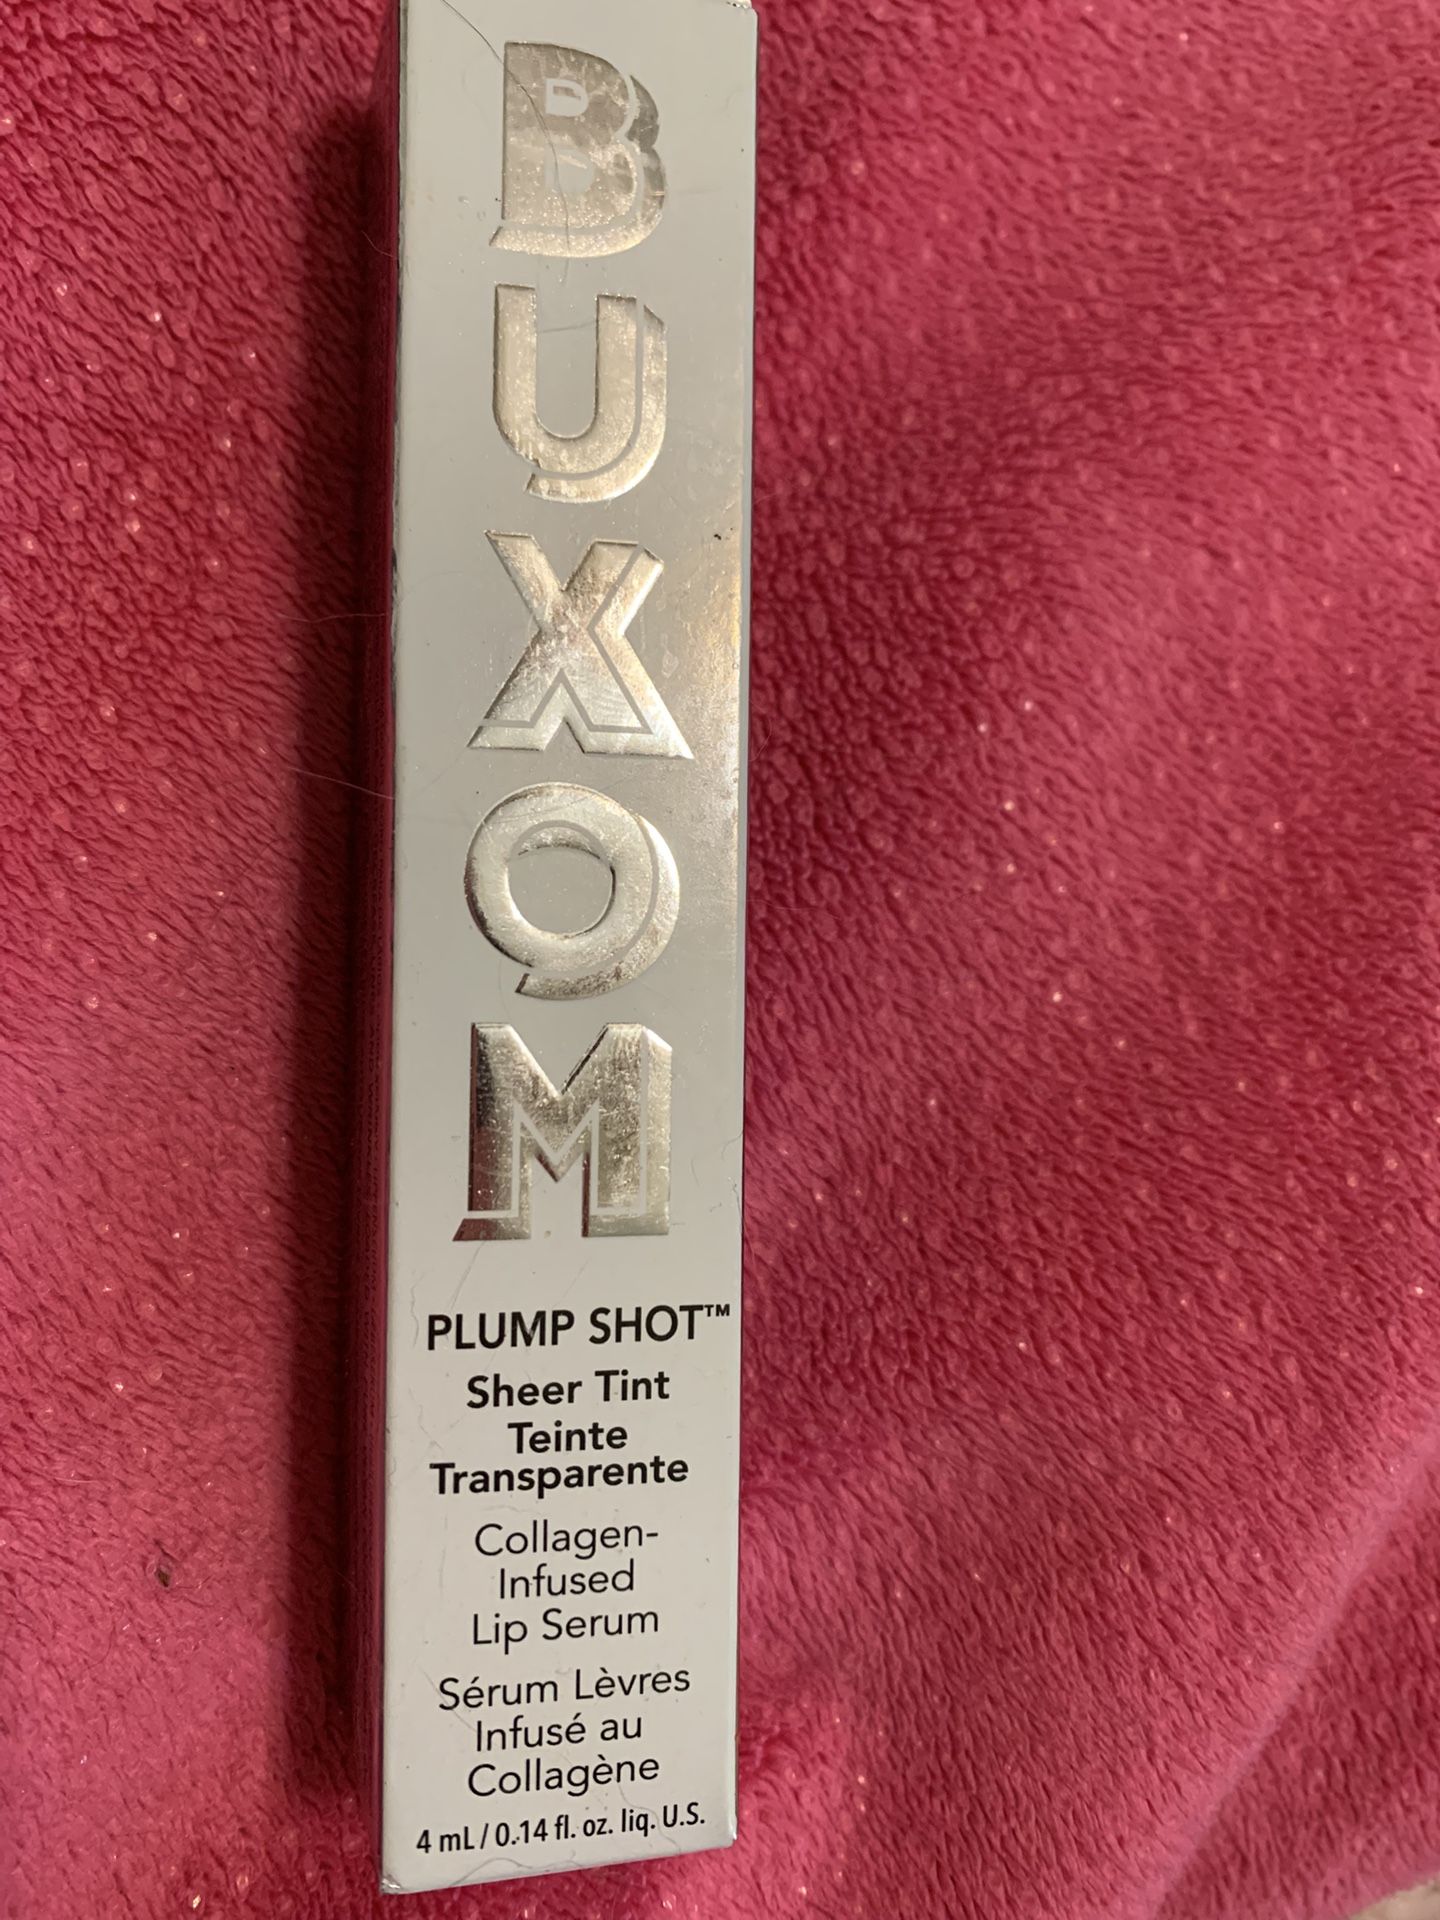 BUXOM
PLUMP SHOT™
Sheer Tint
Teinte
Transparente
Collagen-
Infused
Lip Serum
Sérum Lèvres
Infusé au
Collagène
4 mL / 0.14 fl. oz. liq. U.S.